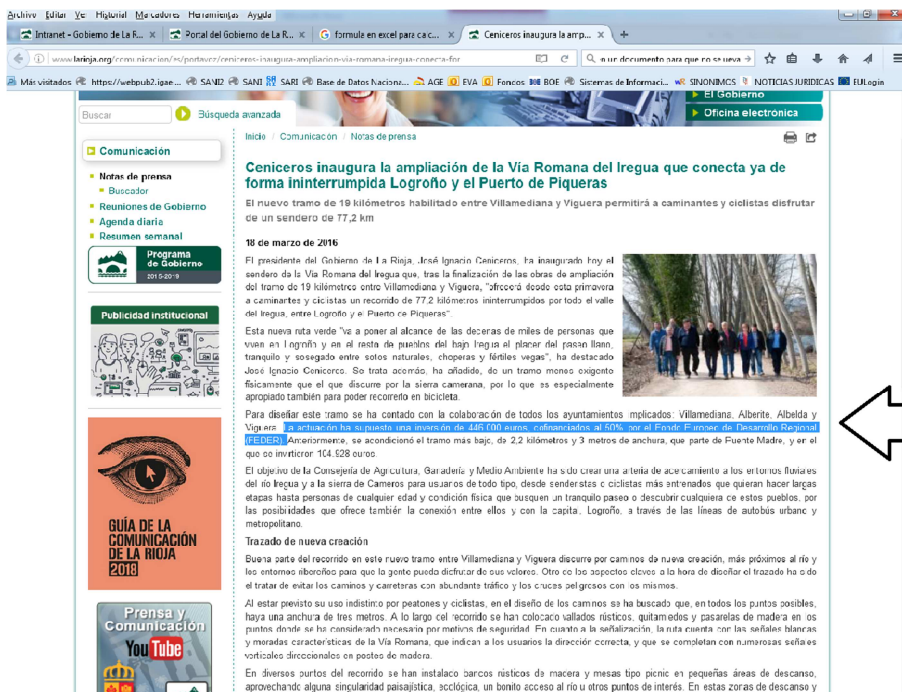 Archivo Editar Ver Historial Marcadores Herramientas Ayuda
Intranet - Gobierno de La R... Portal del Gobierno de La R... formula en excel para calc... Ceniceros inaugura la amp...
www.larioja.org/comunicacion/es/portavoz/ceniceros-inaugura-ampliacion-via-romana-iregua-conecta-for
Más visitados https://webpub2.igae... SANI2 SANI SARI Base de Datos Naciona... AGE EVA Fondos BOE Sistemas de Informaci... SINONIMOS NOTICIAS JURIDICAS EULogin
El Gobierno
Oficina electrónica
Buscar
Búsqueda avanzada
Inicio / Comunicación / Notas de prensa
Comunicación
Notas de prensa
Buscador
Reuniones de Gobierno
Agenda diaria
Resumen semanal
Programa
de Gobierno
2015-2019
Publicidad institucional
GUÍA DE LA
COMUNICACIÓN
DE LA RIOJA
2018
Prensa y
Comunicación
YouTube
Ceniceros inaugura la ampliación de la Vía Romana del Iregua que conecta ya de
forma ininterrumpida Logroño y el Puerto de Piqueras
El nuevo tramo de 19 kilómetros habilitado entre Villamediana y Viguera permitirá a caminantes y ciclistas disfrutar
de un sendero de 77,2 km
18 de marzo de 2016
El presidente del Gobierno de La Rioja, José Ignacio Ceniceros, ha inaugurado hoy el
sendero de la Vía Romana del Iregua que, tras la finalización de las obras de ampliación
del tramo de 19 kilómetros entre Villamediana y Viguera, "ofrecerá desde esta primavera
a caminantes y ciclistas un recorrido de 77,2 kilómetros ininterrumpidos por todo el valle
del Iregua, entre Logroño y el Puerto de Piqueras".
Esta nueva ruta verde "va a poner al alcance de las decenas de miles de personas que
viven en Logroño y en el resto de pueblos del bajo Iregua el placer del paseo llano,
tranquilo y sosegado entre sotos naturales, choperas y fértiles vegas", ha destacado
José Ignacio Ceniceros. Se trata además, ha añadido, de un tramo menos exigente
físicamente que el que discurre por la sierra camerana, por lo que es especialmente
apropiado también para poder recorrerlo en bicicleta.
Para diseñar este tramo se ha contado con la colaboración de todos los ayuntamientos implicados: Villamediana, Alberite, Albelda y
Viguera. La actuación ha supuesto una inversión de 446.000 euros, cofinanciados al 50% por el Fondo Europeo de Desarrollo Regional
(FEDER). Anteriormente, se acondicionó el tramo más bajo, de 2,2 kilómetros y 3 metros de anchura, que parte de Puente Madre, y en el
que se invirtieron 104.928 euros.
El objetivo de la Consejería de Agricultura, Ganadería y Medio Ambiente ha sido crear una arteria de acercamiento a los entornos fluviales
del río Iregua y a la sierra de Cameros para usuarios de todo tipo, desde senderistas o ciclistas más entrenados que quieran hacer largas
etapas hasta personas de cualquier edad y condición física que busquen un tranquilo paseo o descubrir cualquiera de estos pueblos, por
las posibilidades que ofrece también la conexión entre ellos y con la capital, Logroño, a través de las líneas de autobús urbano y
metropolitano.
Trazado de nueva creación
Buena parte del recorrido en este nuevo tramo entre Villamediana y Viguera discurre por caminos de nueva creación, más próximos al río y
los entornos ribereños para que la gente pueda disfrutar de sus valores. Otro de los aspectos claves a la hora de diseñar el trazado ha sido
el tratar de evitar los caminos y carreteras con abundante tráfico y los cruces peligrosos con los mismos.
Al estar previsto su uso indistinto por peatones y ciclistas, en el diseño de los caminos se ha buscado que, en todos los puntos posibles,
haya una anchura de tres metros. A lo largo del recorrido se han colocado vallados rústicos, quitamiedos y pasarelas de madera en los
puntos donde se ha considerado necesario por motivos de seguridad. En cuanto a la señalización, la ruta cuenta con las señales blancas
y moradas características de la Vía Romana, que indican a los usuarios la dirección correcta, y que se completan con numerosas señales
verticales direccionales en postes de madera.
En diversos puntos del recorrido se han instalado bancos rústicos de madera y mesas tipo picnic en pequeñas áreas de descanso,
aprovechando alguna singularidad paisajística, ecológica, un bonito acceso al río u otros puntos de interés. En estas zonas de descanso y